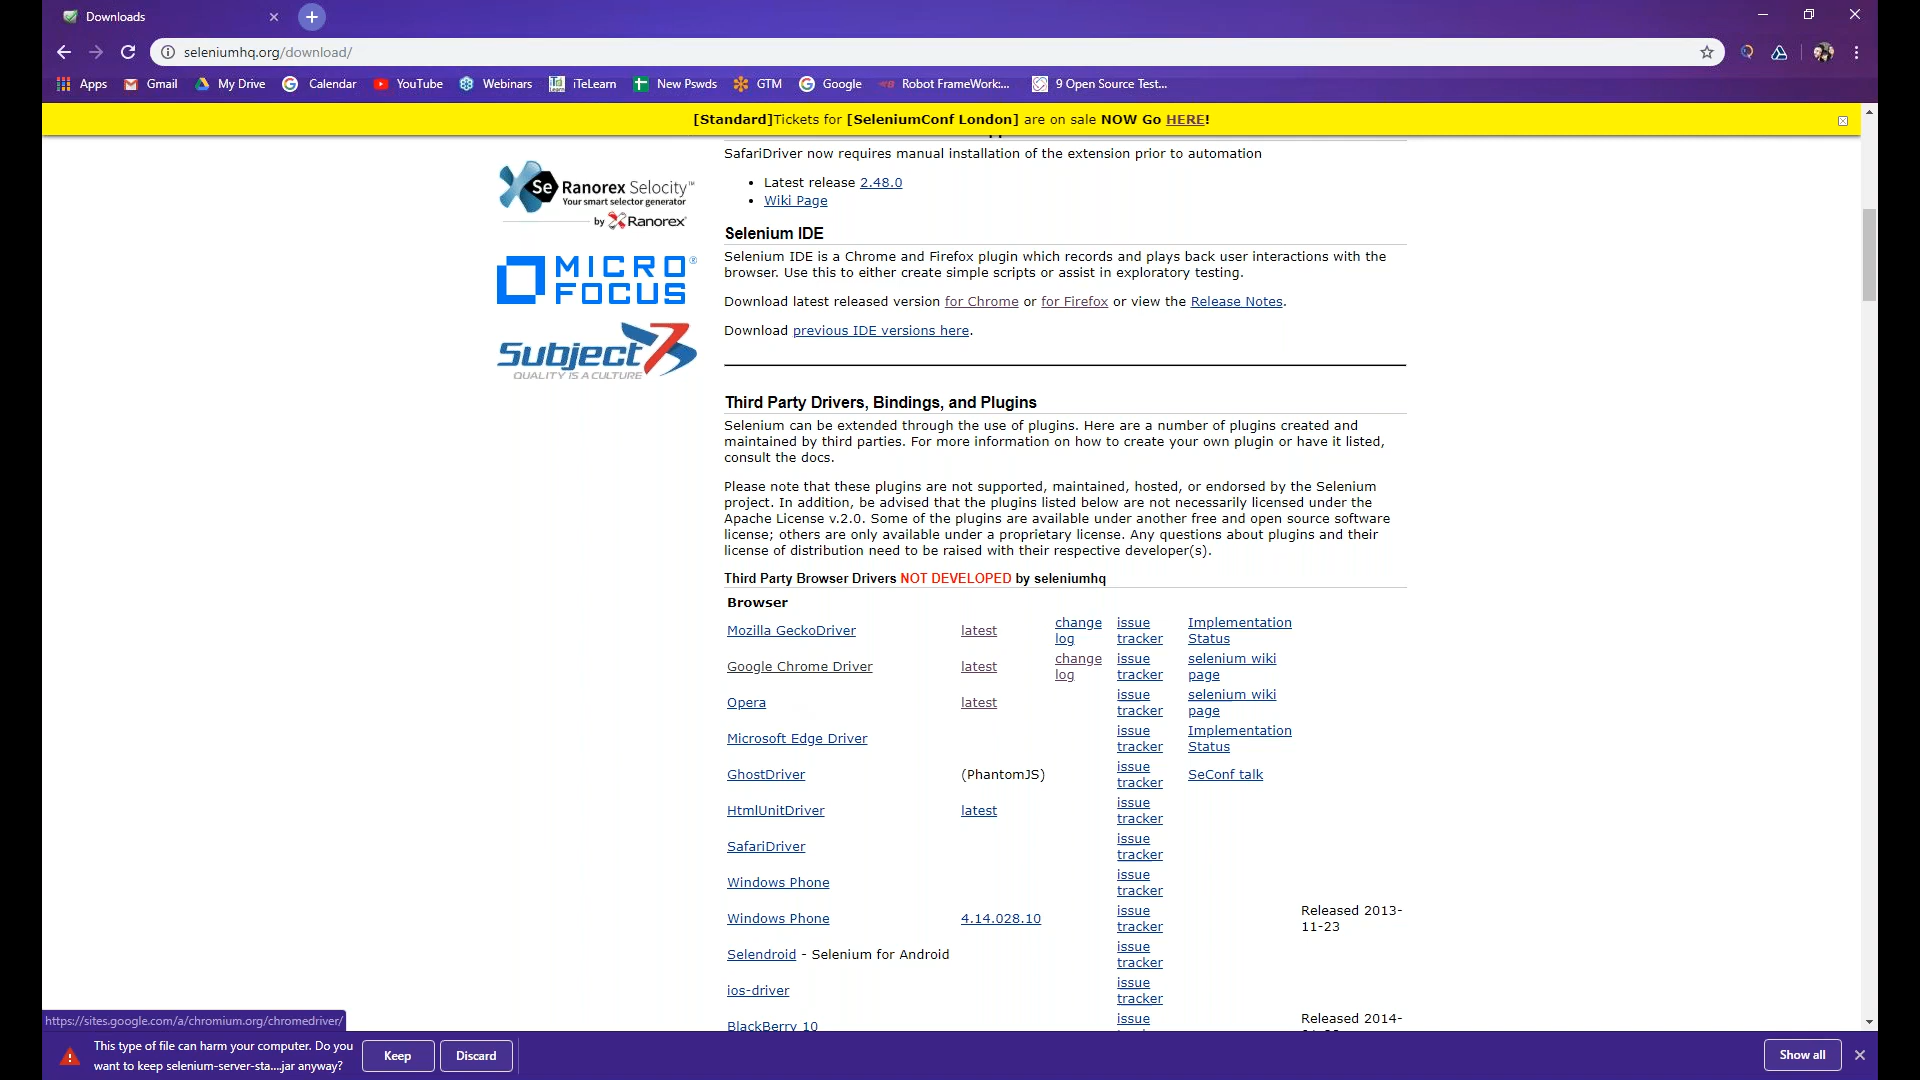 Downloads
seleniumhq.org/download/
Apps Gmail My Drive Calendar YouTube Webinars iTeLearn New Pswds GTM Google Robot FrameWork:... 9 Open Source Test...
[Standard]Tickets for [SeleniumConf London] are on sale NOW Go HERE!
SafariDriver now requires manual installation of the extension prior to automation
Latest release 2.48.0
Wiki Page
Se Ranorex Selocity™
Your smart selector generator
by Ranorex®
MICRO
FOCUS®
Subject7
QUALITY IS A CULTURE
Selenium IDE
Selenium IDE is a Chrome and Firefox plugin which records and plays back user interactions with the
browser. Use this to either create simple scripts or assist in exploratory testing.
Download latest released version for Chrome or for Firefox or view the Release Notes.
Download previous IDE versions here.
Third Party Drivers, Bindings, and Plugins
Selenium can be extended through the use of plugins. Here are a number of plugins created and
maintained by third parties. For more information on how to create your own plugin or have it listed,
consult the docs.
Please note that these plugins are not supported, maintained, hosted, or endorsed by the Selenium
project. In addition, be advised that the plugins listed below are not necessarily licensed under the
Apache License v.2.0. Some of the plugins are available under another free and open source software
license; others are only available under a proprietary license. Any questions about plugins and their
license of distribution need to be raised with their respective developer(s).
Third Party Browser Drivers NOT DEVELOPED by seleniumhq
Browser
Mozilla GeckoDriver latest change log issue tracker Implementation Status
Google Chrome Driver latest change log issue tracker selenium wiki page
Opera latest issue tracker selenium wiki page
Microsoft Edge Driver issue tracker Implementation Status
GhostDriver (PhantomJS) issue tracker SeConf talk
HtmlUnitDriver latest issue tracker
SafariDriver issue tracker
Windows Phone issue tracker
Windows Phone 4.14.028.10 issue tracker Released 2013-11-23
Selendroid - Selenium for Android issue tracker
ios-driver issue tracker
BlackBerry 10 issue Released 2014-
https://sites.google.com/a/chromium.org/chromedriver/
This type of file can harm your computer. Do you
want to keep selenium-server-sta....jar anyway?
Keep Discard Show all